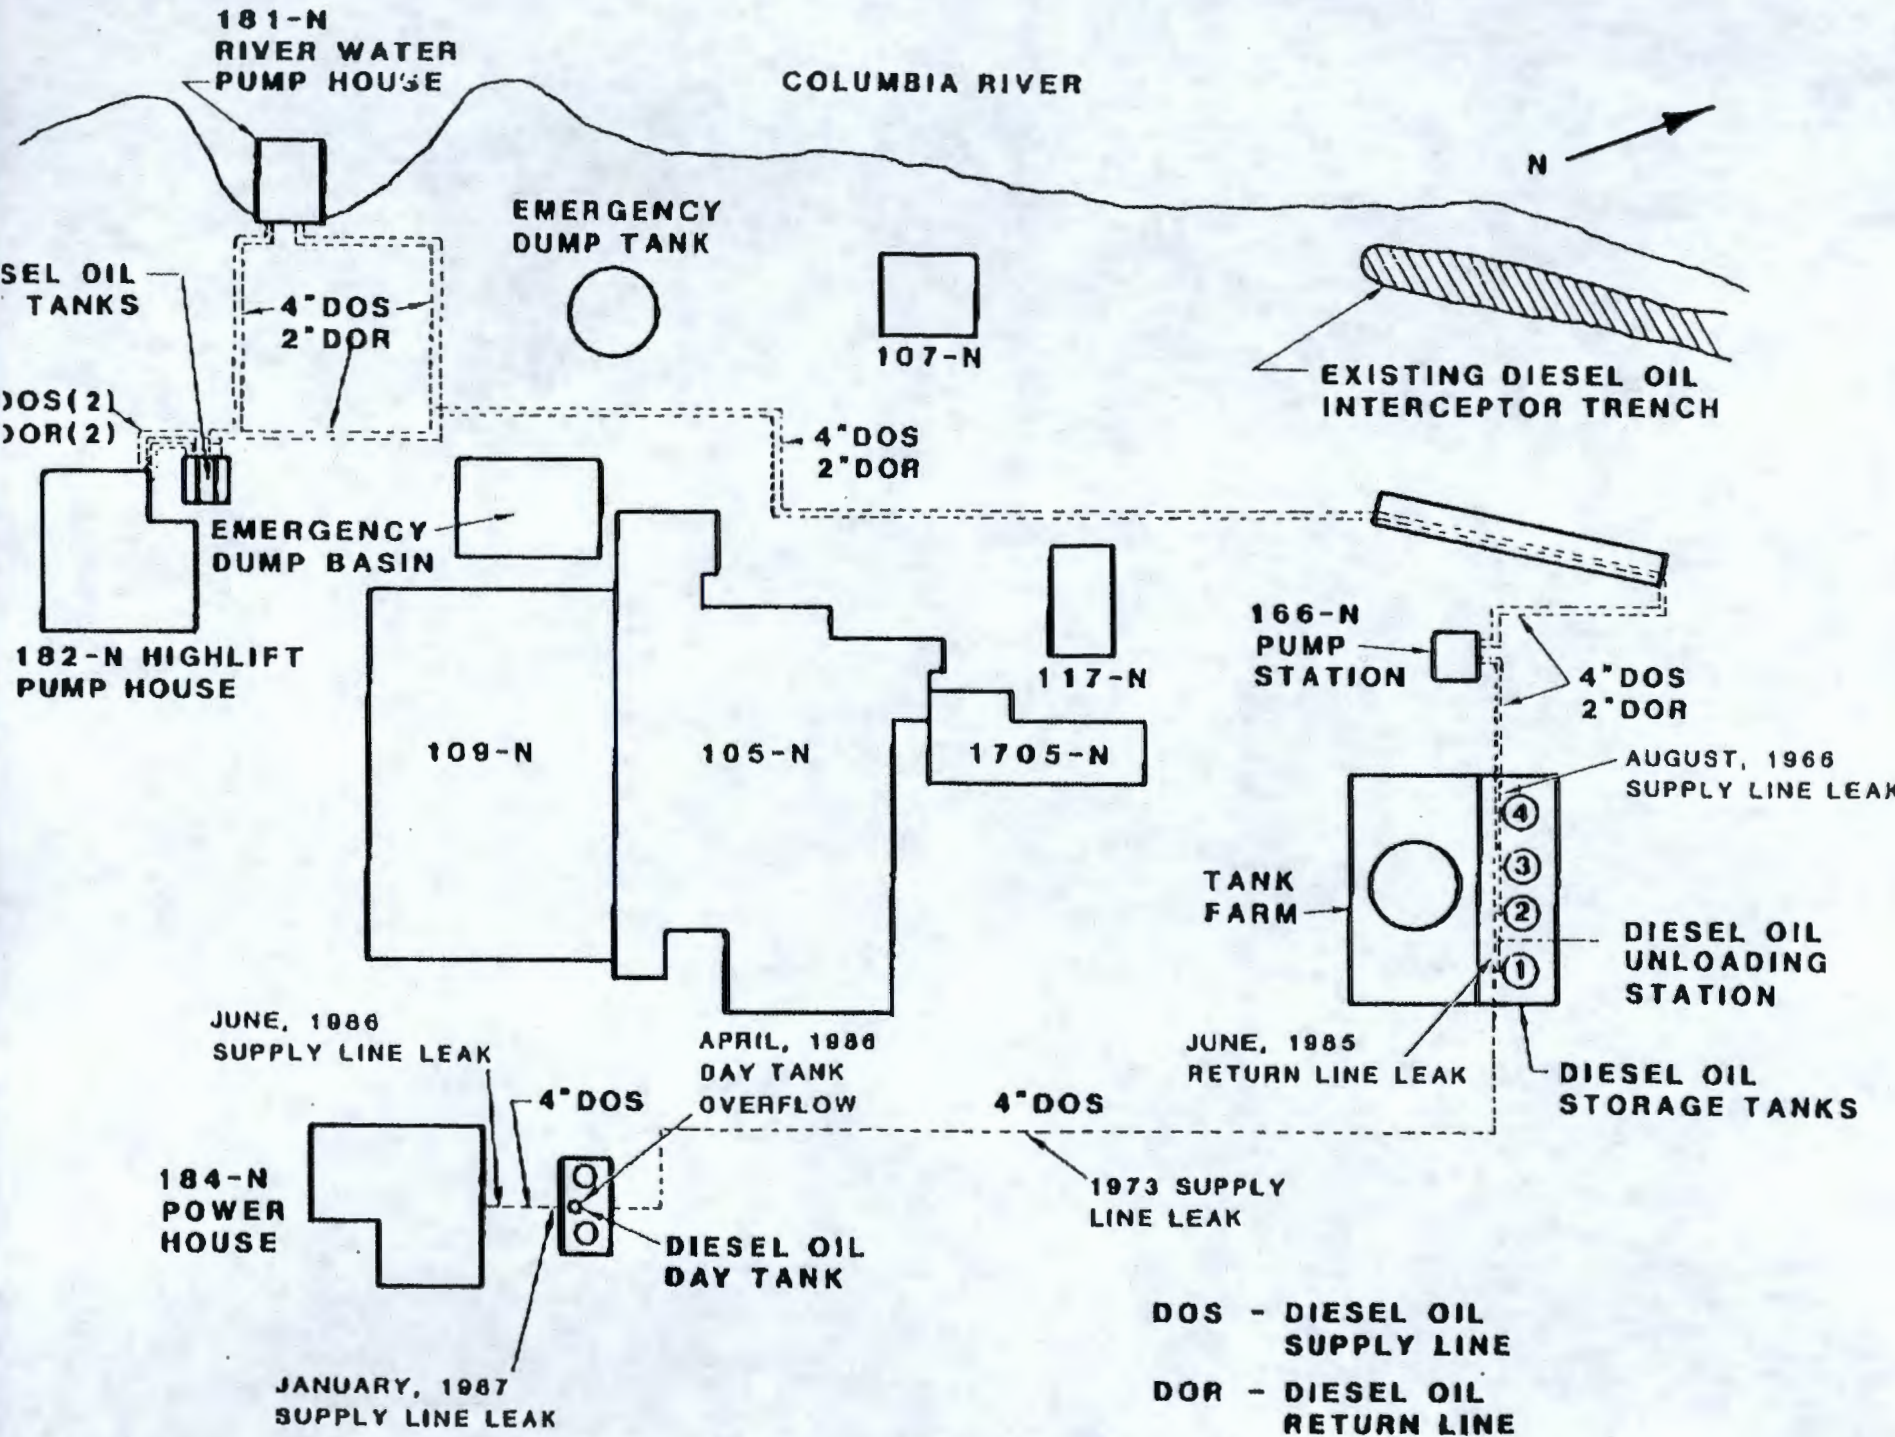 181-N
RIVER WATER
PUMP HOUSE
COLUMBIA RIVER
N
EMERGENCY
DUMP TANK
SEL OIL
TANKS
4" DOS
2" DOR
107-N
EXISTING DIESEL OIL
INTERCEPTOR TRENCH
DOS(2)
DOR(2)
4" DOS
2" DOR
EMERGENCY
DUMP BASIN
182-N HIGHLIFT
PUMP HOUSE
117-N
166-N
PUMP
STATION
4" DOS
2" DOR
109-N
105-N
1705-N
AUGUST, 1966
SUPPLY LINE LEAK
4
3
2
1
TANK
FARM
DIESEL OIL
UNLOADING
STATION
JUNE, 1986
SUPPLY LINE LEAK
APRIL, 1986
DAY TANK
OVERFLOW
JUNE, 1985
RETURN LINE LEAK
DIESEL OIL
STORAGE TANKS
4" DOS
4" DOS
184-N
POWER
HOUSE
1973 SUPPLY
LINE LEAK
DIESEL OIL
DAY TANK
JANUARY, 1987
SUPPLY LINE LEAK
DOS - DIESEL OIL
SUPPLY LINE
DOR - DIESEL OIL
RETURN LINE